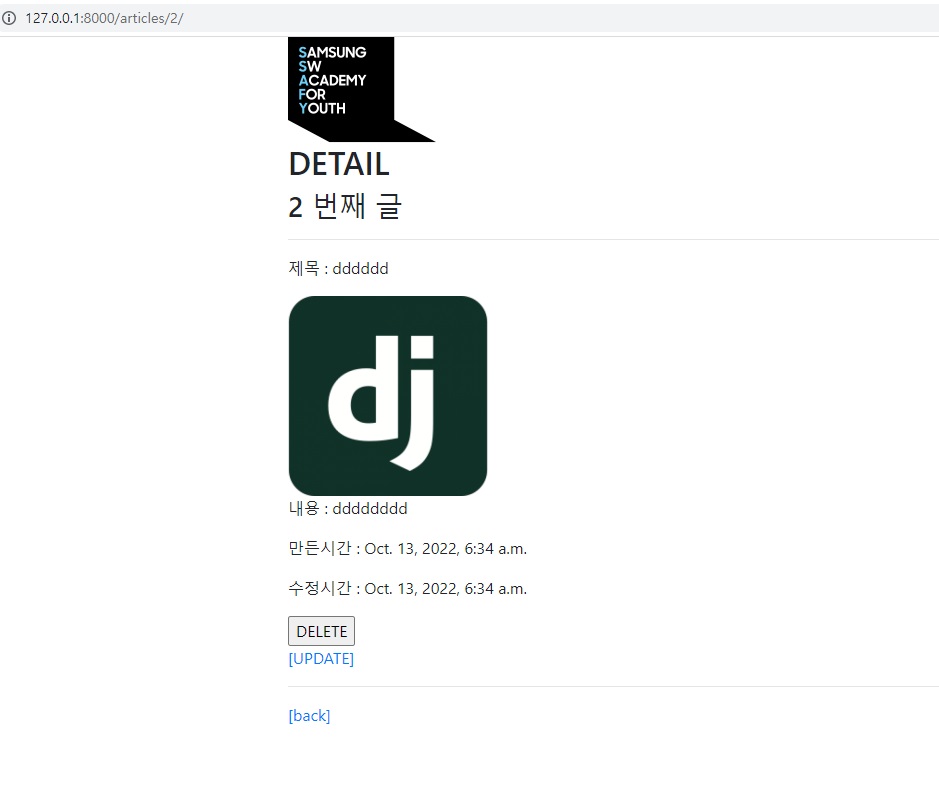 127.0.0.1:8000/articles/2/
SAMSUNG
SW
ACADEMY
FOR
YOUTH
DETAIL
2 번째 글
제목 : dddddd
dj
내용 : dddddddd
만든시간 : Oct. 13, 2022, 6:34 a.m.
수정시간 : Oct. 13, 2022, 6:34 a.m.
DELETE
[UPDATE]
[back]